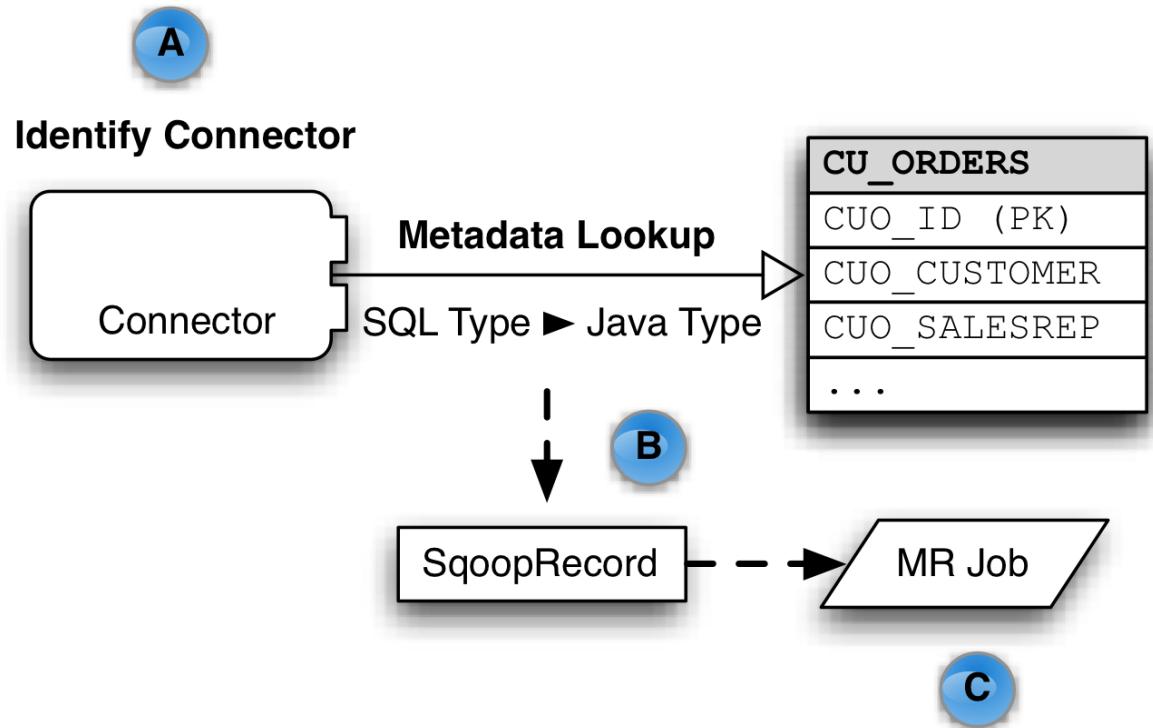 A
Identify Connector
Connector
Metadata Lookup
SQL Type ► Java Type
CU_ORDERS
CUO_ID (PK)
CUO_CUSTOMER
CUO_SALESREP
...
B
SqoopRecord
MR Job
C